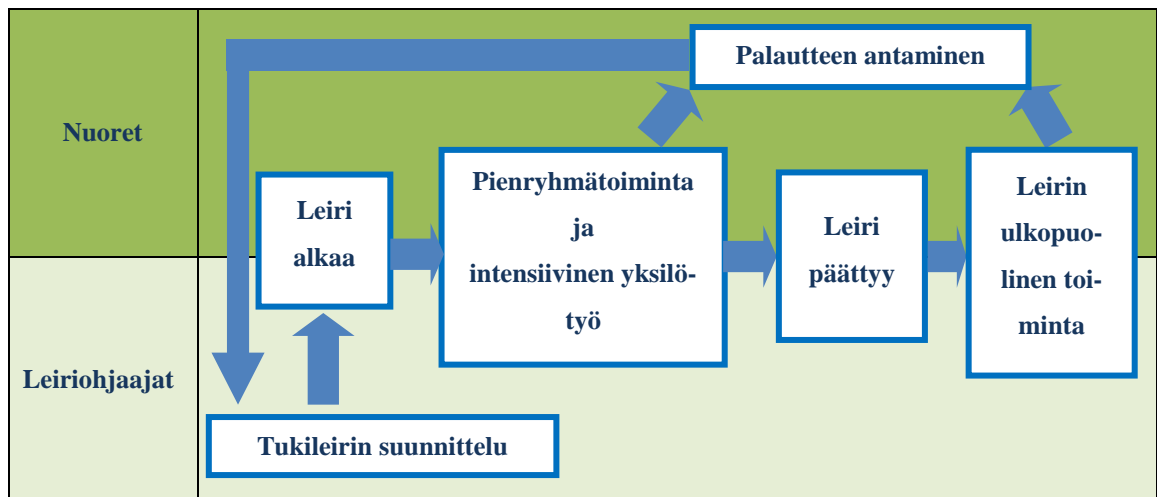 Palautteen antaminen
Nuoret
Leiri
alkaa
Pienryhmätoiminta
ja
intensiivinen yksilö-
työ
Leiri
päättyy
Leirin
ulkopuo-
linen toi-
minta
Leiriohjaajat
Tukileirin suunnittelu